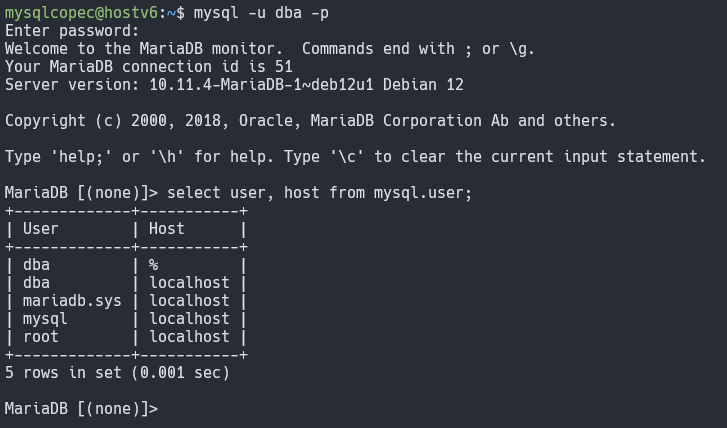 mysqlcopec@hostv6:~$ mysql -u dba -p
Enter password:
Welcome to the MariaDB monitor.  Commands end with ; or \g.
Your MariaDB connection id is 51
Server version: 10.11.4-MariaDB-1~deb12u1 Debian 12

Copyright (c) 2000, 2018, Oracle, MariaDB Corporation Ab and others.

Type 'help;' or '\h' for help. Type '\c' to clear the current input statement.

MariaDB [(none)]> select user, host from mysql.user;
+-------------+-----------+
| User        | Host      |
+-------------+-----------+
| dba         | %         |
| dba         | localhost |
| mariadb.sys | localhost |
| mysql       | localhost |
| root        | localhost |
+-------------+-----------+
5 rows in set (0.001 sec)

MariaDB [(none)]>